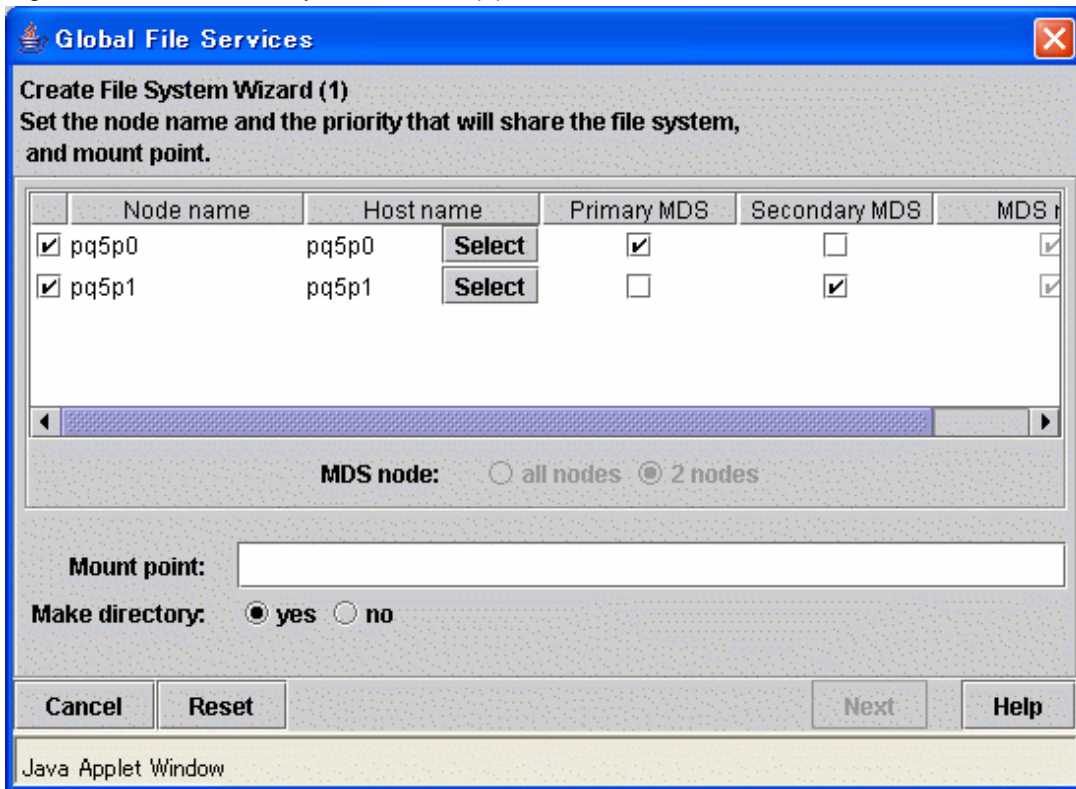 Global File Services
Create File System Wizard (1)
Set the node name and the priority that will share the file system,
and mount point.
Node name Host name Primary MDS Secondary MDS MDS
pq5p0 pq5p0 Select
pq5p1 pq5p1 Select
MDS node: all nodes 2 nodes
Mount point:
Make directory: yes no
Cancel Reset Next Help
Java Applet Window